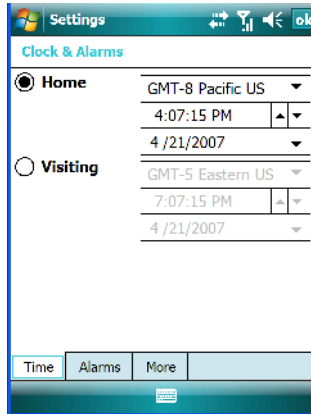 Settings ok
Clock & Alarms
Home GMT-8 Pacific US
4:07:15 PM
4 /21/2007
Visiting GMT-5 Eastern US
7:07:15 PM
4 /21/2007
Time Alarms More